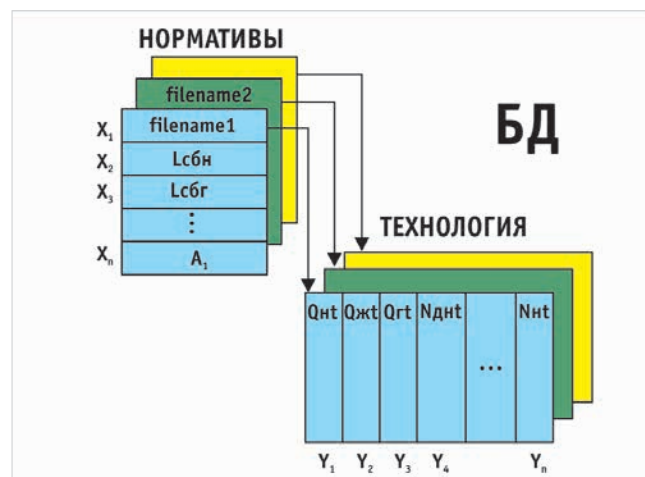 НОРМАТИВЫ
filename2
X₁ filename1
X₂ Lсбн
X₃ Lсбг
⋮
Xₙ A₁
БД
ТЕХНОЛОГИЯ
Qнt Qжt Qгt Nднt ... Nнt
Y₁ Y₂ Y₃ Y₄ Yₙ